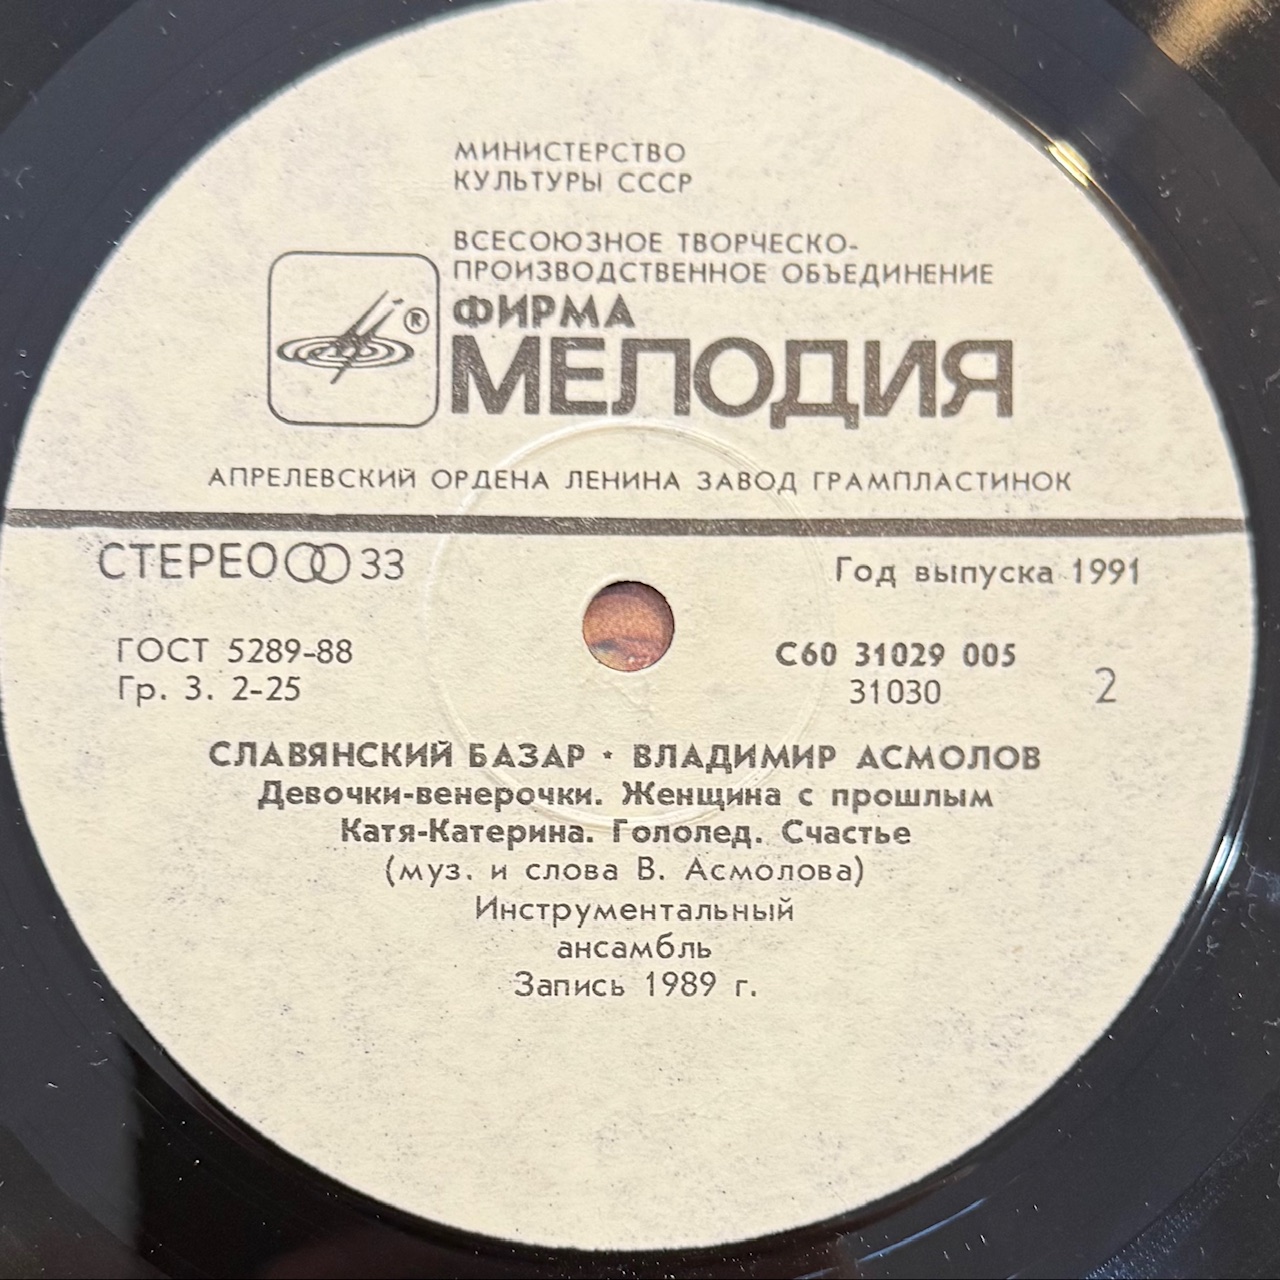 МИНИСТЕРСТВО
КУЛЬТУРЫ СССР
ВСЕСОЮЗНОЕ ТВОРЧЕСКО-
ПРОИЗВОДСТВЕННОЕ ОБЪЕДИНЕНИЕ
ФИРМА
®
МЕЛОДИЯ
АПРЕЛЕВСКИЙ ОРДЕНА ЛЕНИНА ЗАВОД ГРАМПЛАСТИНОК
СТЕРЕО 33
Год выпуска 1991
ГОСТ 5289-88
Гр. 3. 2-25
С60 31029 005
31030
2
СЛАВЯНСКИЙ БАЗАР · ВЛАДИМИР АСМОЛОВ
Девочки-венерочки. Женщина с прошлым
Катя-Катерина. Гололед. Счастье
(муз. и слова В. Асмолова)
Инструментальный
ансамбль
Запись 1989 г.